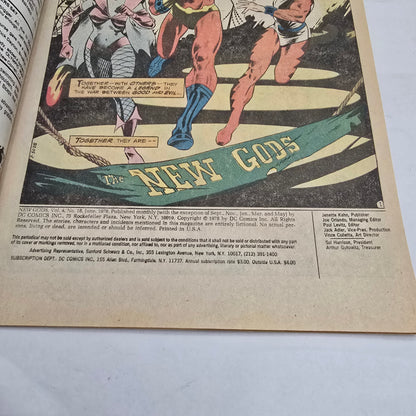 TOGETHER--WITH OTHERS--THEY
HAVE BECOME A LEGEND IN
THE WAR BETWEEN GOOD AND EVIL...
TOGETHER, THEY ARE--
The NEW GODS
NEW GODS, Vol. 4, No. 18, June, 1978. Published monthly (with the exception of Sept., Nov., Jan., Mar. and May) by
DC COMICS INC., 75 Rockefeller Plaza, New York, N.Y. 10019. Copyright © 1978 by DC Comics Inc. All Rights
Reserved. The stories, characters and incidents mentioned in this magazine are entirely fictional. No actual per-
sons, living or dead, are intended or should be inferred. Printed in U.S.A.
This periodical may not be sold except by authorized dealers and is sold subject to the conditions that it shall not be sold or distributed with any part
of its cover or markings removed, nor in a mutilated condition, nor affixed to, nor as part of any advertising, literary or pictorial matter whatsoever.
Advertising Representative, Sanford Schwarz & Co., Inc., 355 Lexington Avenue, New York, N.Y. 10017, (212) 391-1400
SUBSCRIPTION DEPT. DC COMICS INC., 155 Allen Blvd., Farmingdale, N.Y. 11737. Annual subscription rate $3.00. Outside U.S.A. $4.00
Jenette Kahn, Publisher
Joe Orlando, Managing Editor
Paul Levitz, Editor
Jack Adler, Vice-Pres., Production
Vince Colletta, Art Director
Sol Harrison, President
Arthur Gutowitz, Treasurer